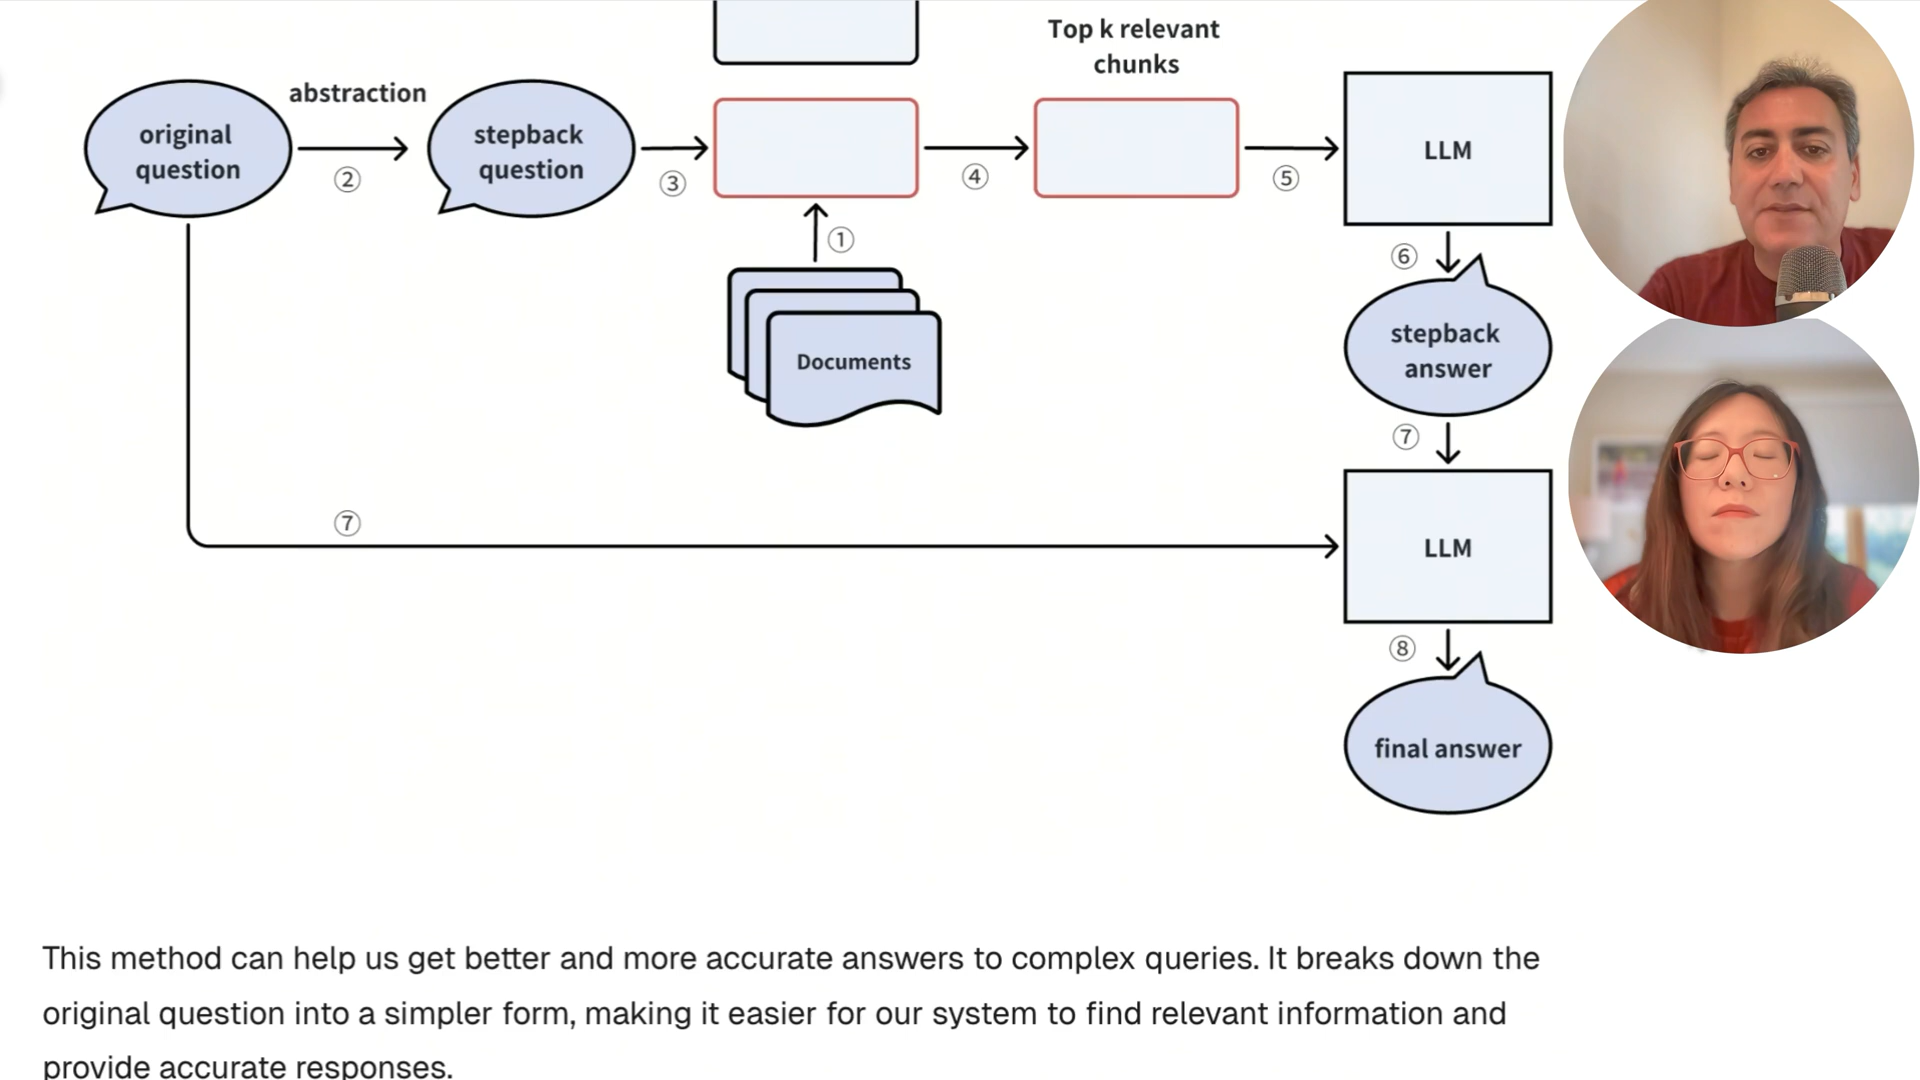 Top k relevant
chunks
abstraction
original
question
stepback
question
LLM
②
③
④
⑤
①
⑥
Documents
stepback
answer
⑦
⑦
LLM
⑧
final answer
This method can help us get better and more accurate answers to complex queries. It breaks down the
original question into a simpler form, making it easier for our system to find relevant information and
provide accurate responses.